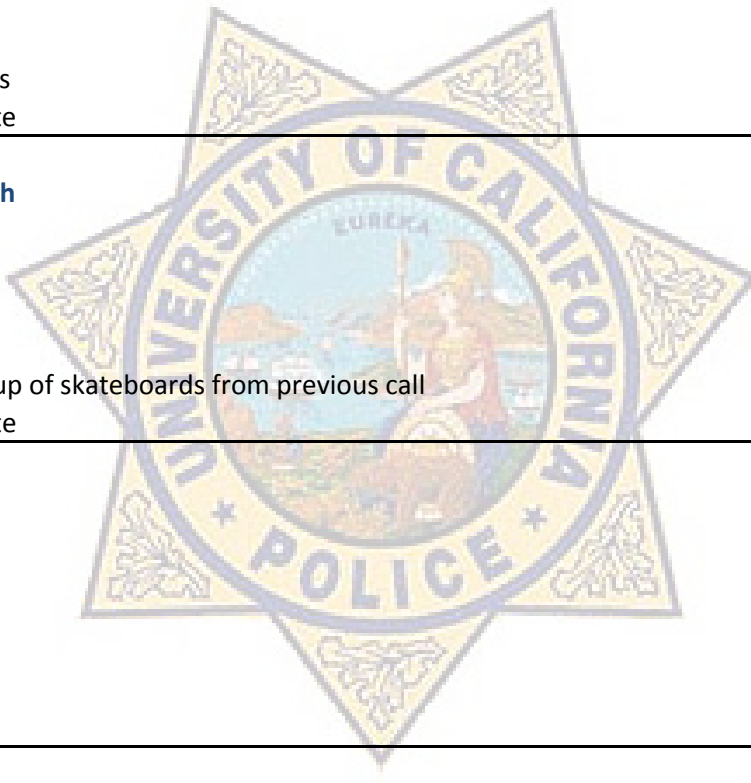 s
te
h
up of skateboards from previous call
te
UNIVERSITY OF CALIFORNIA
EUREKA
POLICE